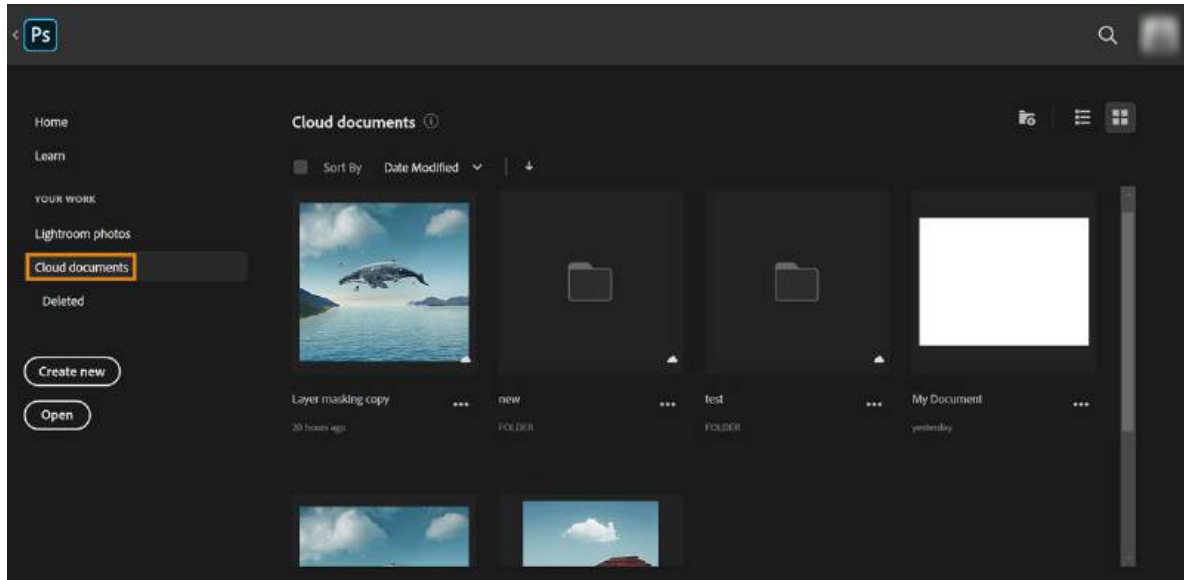 Ps
Home
Learn
YOUR WORK
Lightroom photos
Cloud documents
Deleted
Create new
Open
Cloud documents
Sort By Date Modified
Layer masking copy
20 hours ago
new
FOLDER
test
FOLDER
My Document
yesterday